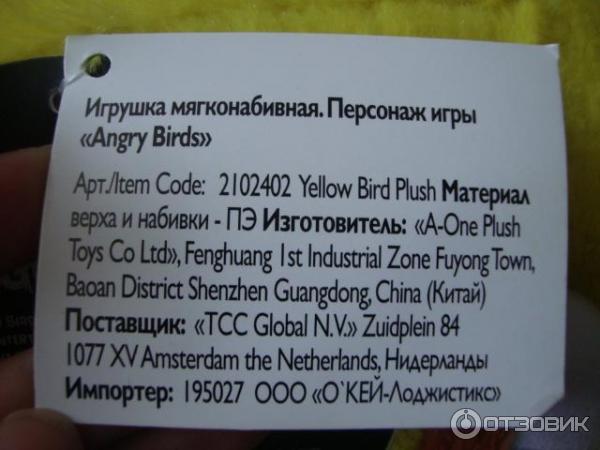 Игрушка мягконабивная. Персонаж игры
«Angry Birds»
Арт./Item Code: 2102402 Yellow Bird Plush Материал
верха и набивки - ПЭ Изготовитель: «A-One Plush
Toys Co Ltd», Fenghuang 1st Industrial Zone Fuyong Town,
Baoan District Shenzhen Guangdong, China (Китай)
Поставщик: «TCC Global N.V.» Zuidplein 84
1077 XV Amsterdam the Netherlands, Нидерланды
Импортер: 195027 ООО «О`КЕЙ-Лоджистикс»
ОТЗОВИК